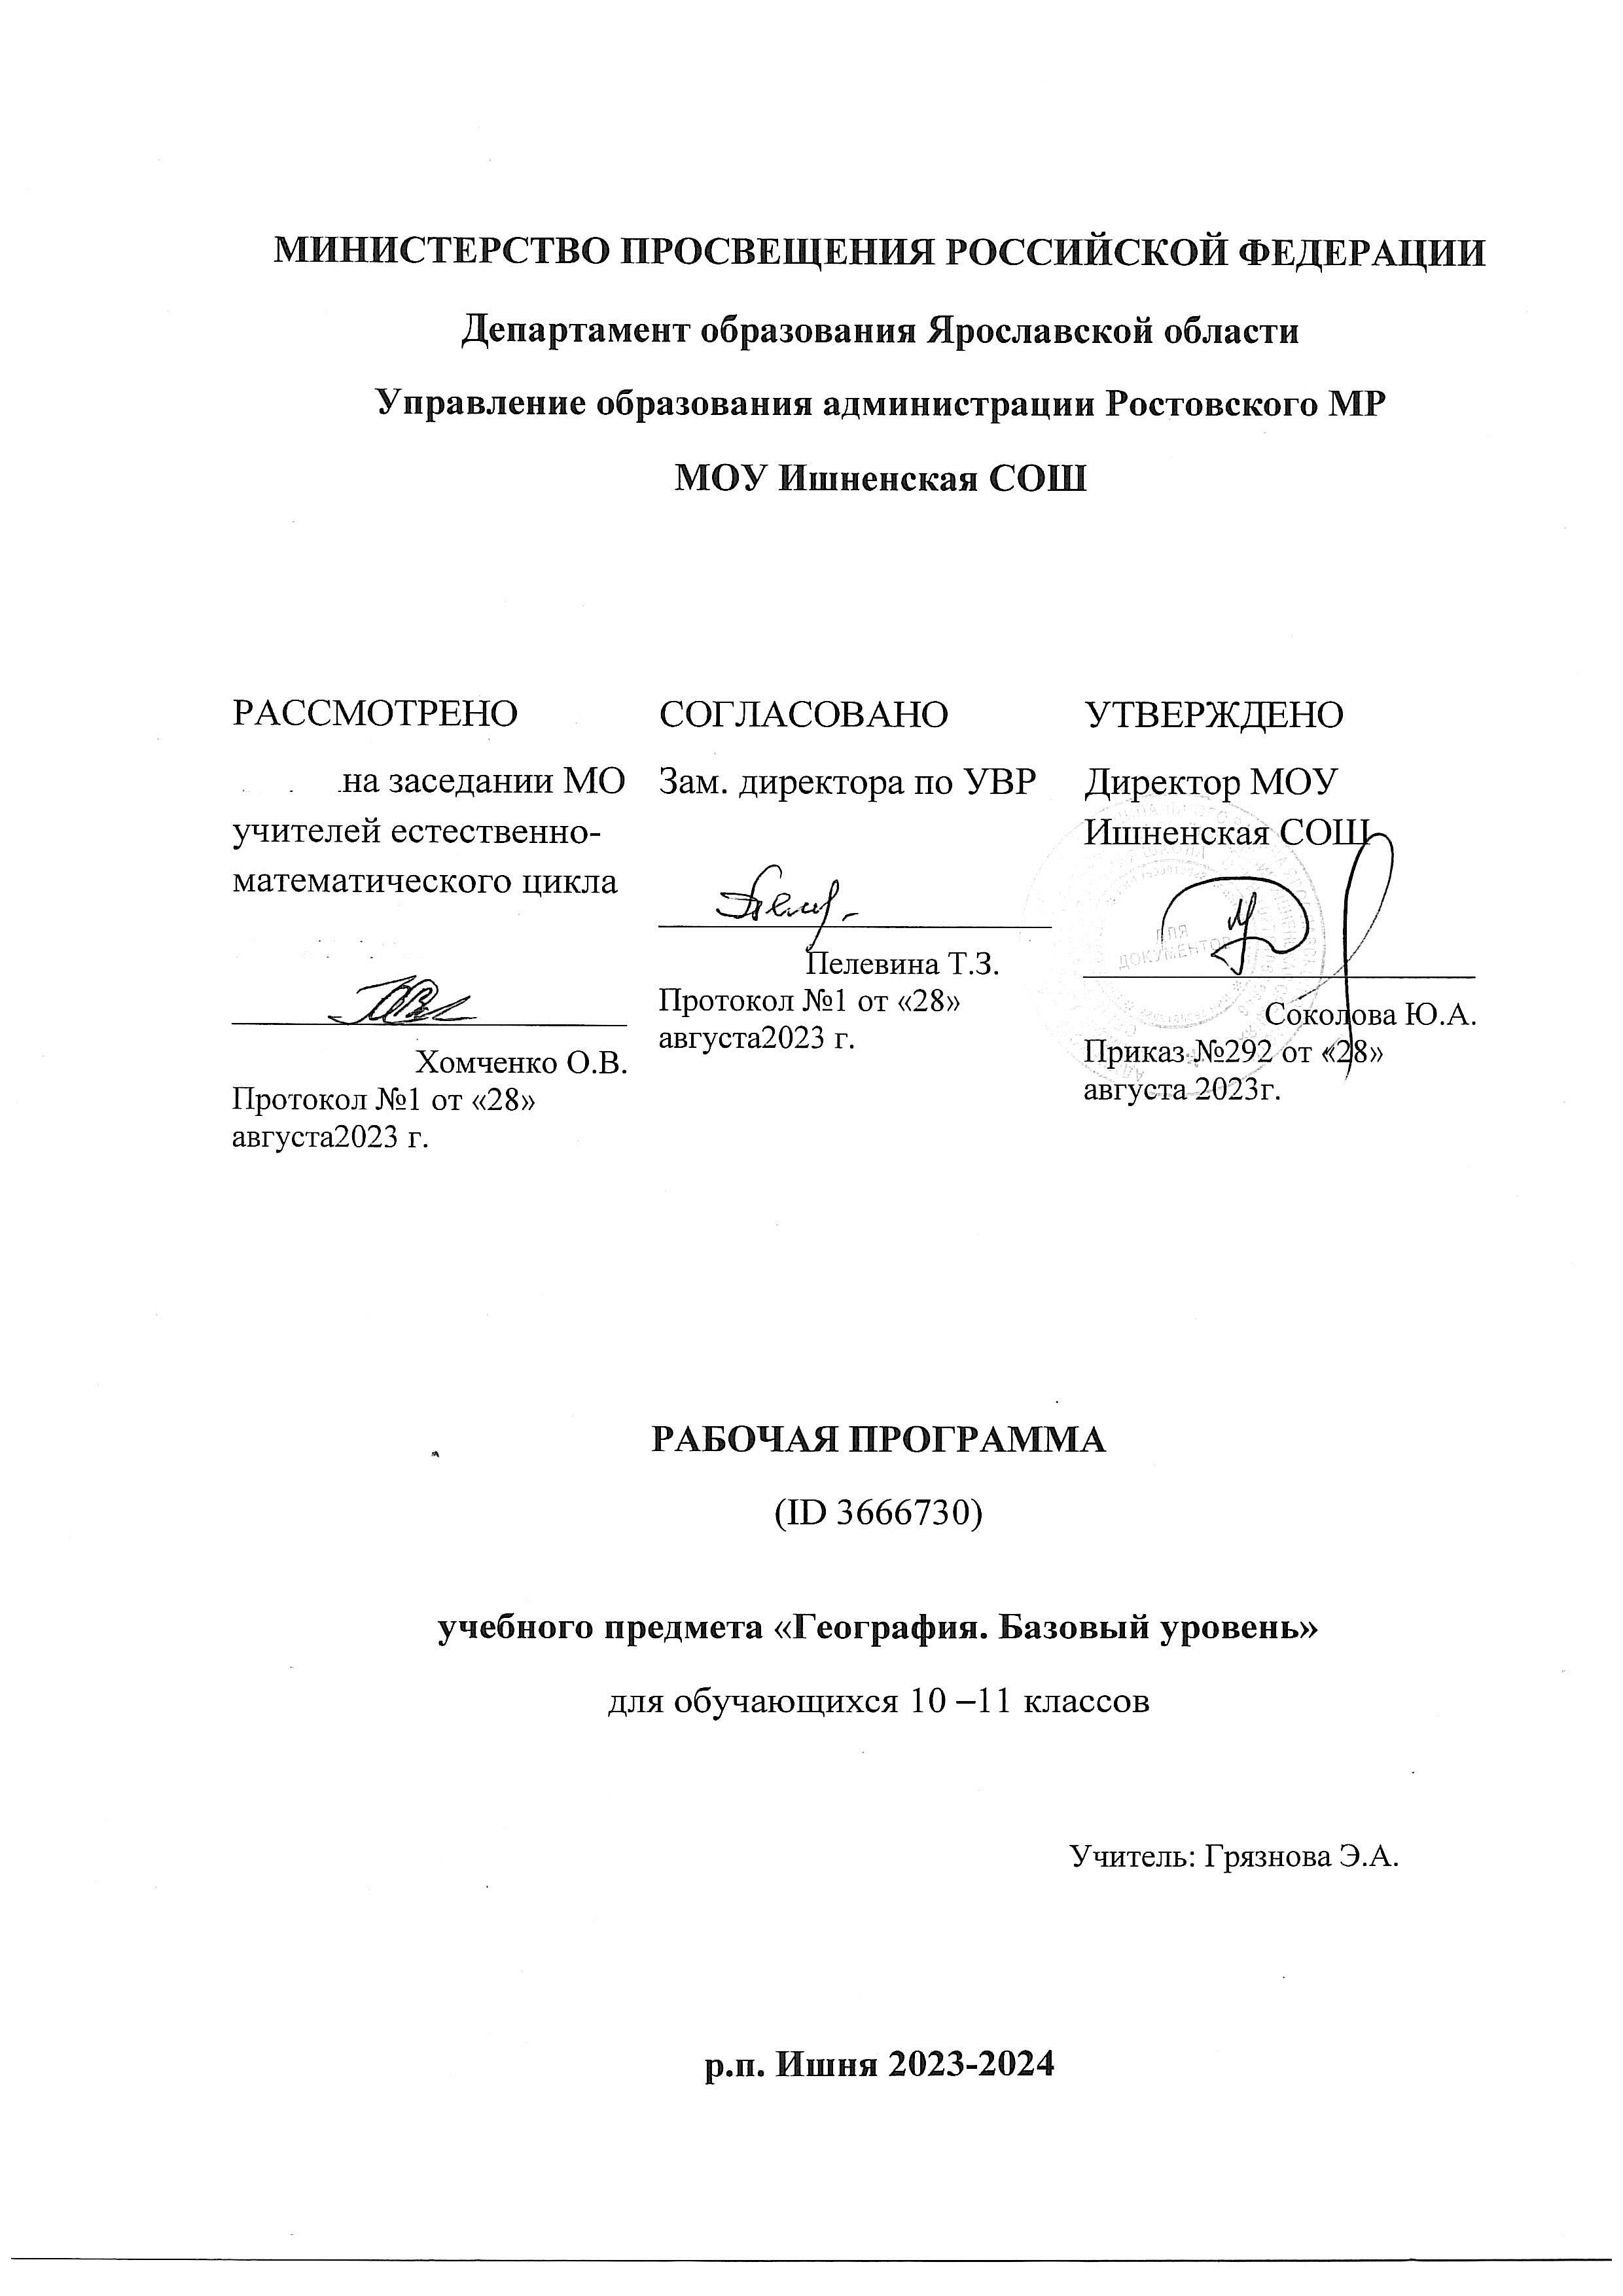 МИНИСТЕРСТВО ПРОСВЕЩЕНИЯ РОССИЙСКОЙ ФЕДЕРАЦИИ
Департамент образования Ярославской области
Управление образования администрации Ростовского МР
МОУ Ишненская СОШ
РАССМОТРЕНО
на заседании МО
учителей естественно-
математического цикла
Хомченко О.В.
Протокол №1 от «28»
августа2023 г.
СОГЛАСОВАНО
Зам. директора по УВР
Пелевина Т.З.
Протокол №1 от «28»
августа2023 г.
УТВЕРЖДЕНО
Директор МОУ
Ишненская СОШ
ДЛЯ
ДОКУМЕНТОВ
Соколова Ю.А.
Приказ №292 от «28»
августа 2023г.
РАБОЧАЯ ПРОГРАММА
(ID 3666730)
учебного предмета «География. Базовый уровень»
для обучающихся 10 –11 классов
Учитель: Грязнова Э.А.
р.п. Ишня 2023-2024